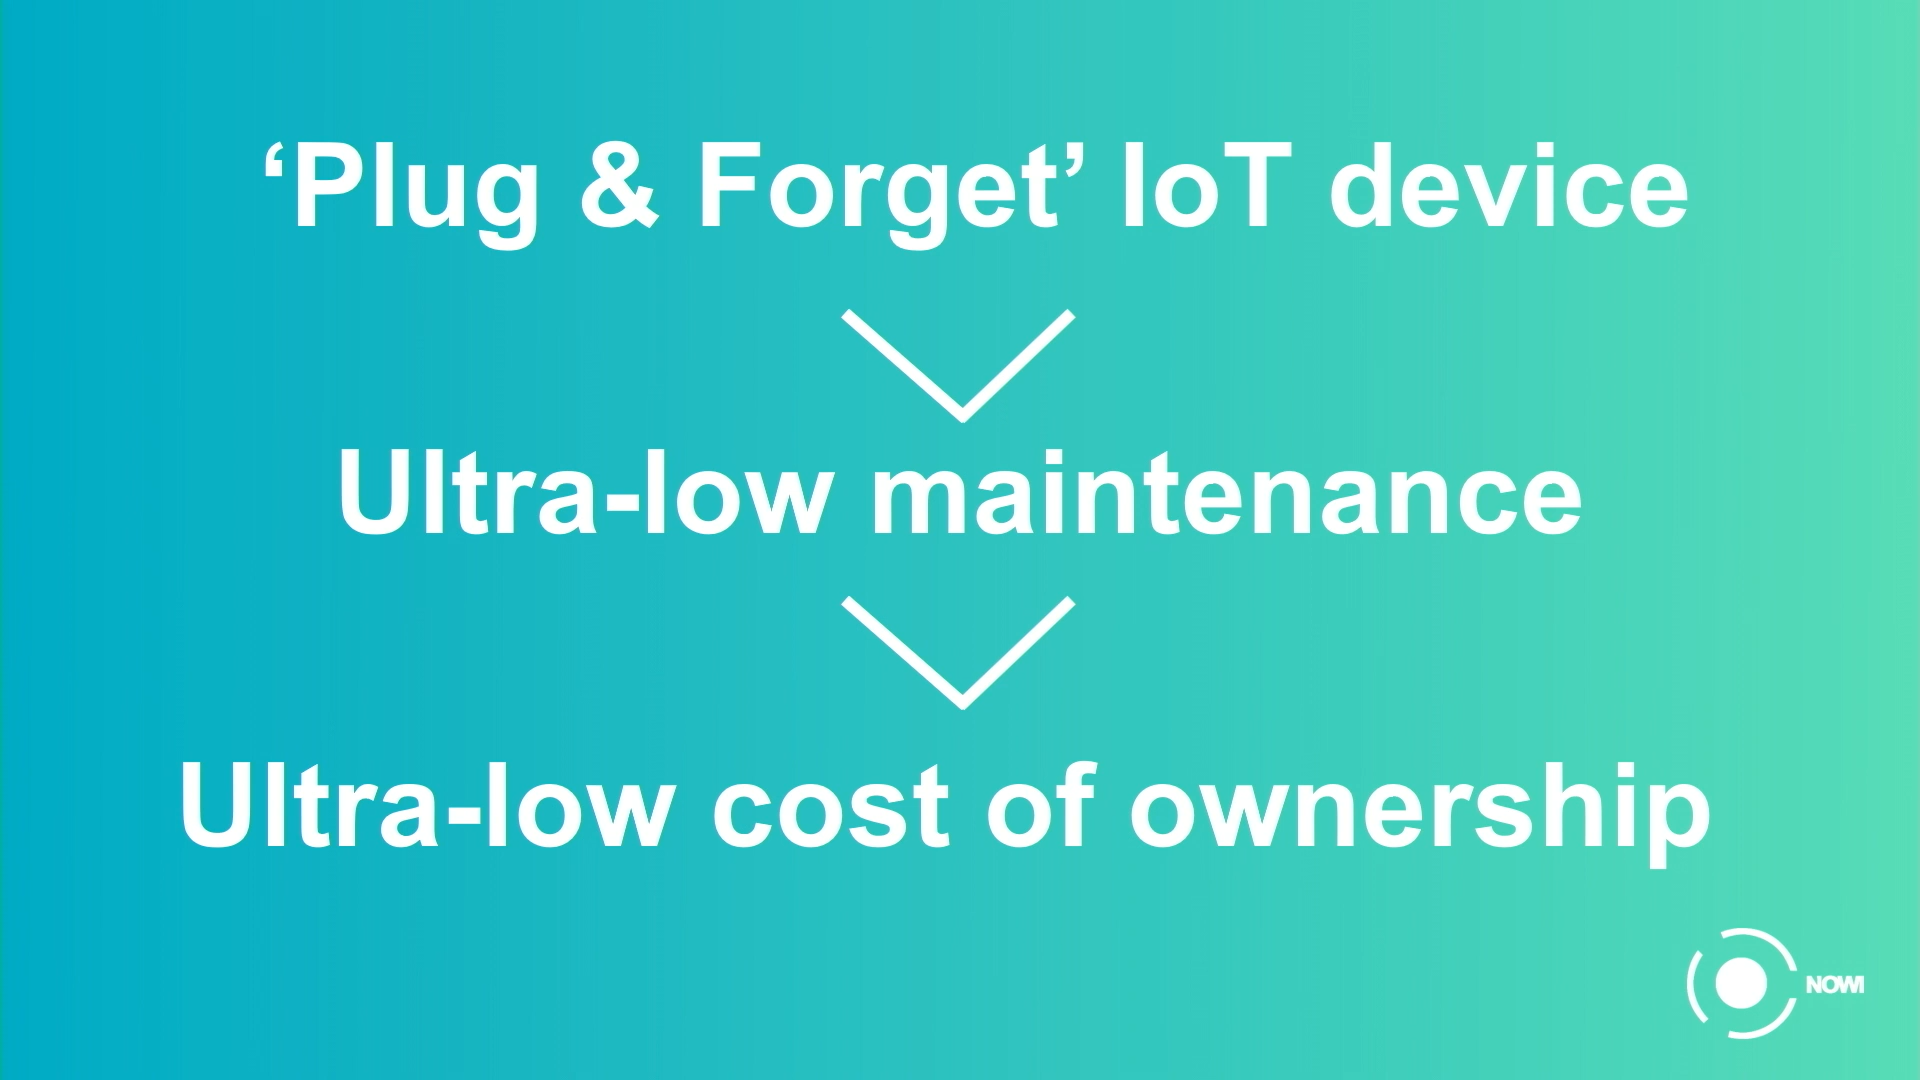 ‘Plug & Forget’ IoT device
Ultra-low maintenance
Ultra-low cost of ownership
NOWI